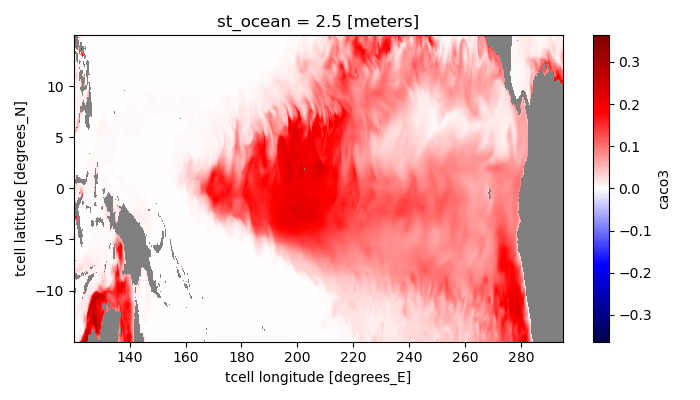 st_ocean = 2.5 [meters]
10
5
0
−5
−10
tcell latitude [degrees_N]
140 160 180 200 220 240 260 280
tcell longitude [degrees_E]
0.3
0.2
0.1
0.0
−0.1
−0.2
−0.3
caco3